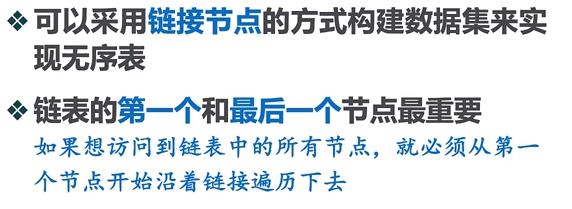 ❖可以采用链接节点的方式构建数据集来实
现无序表
❖链表的第一个和最后一个节点最重要
如果想访问到链表中的所有节点，就必须从第一
个节点开始沿着链接遍历下去